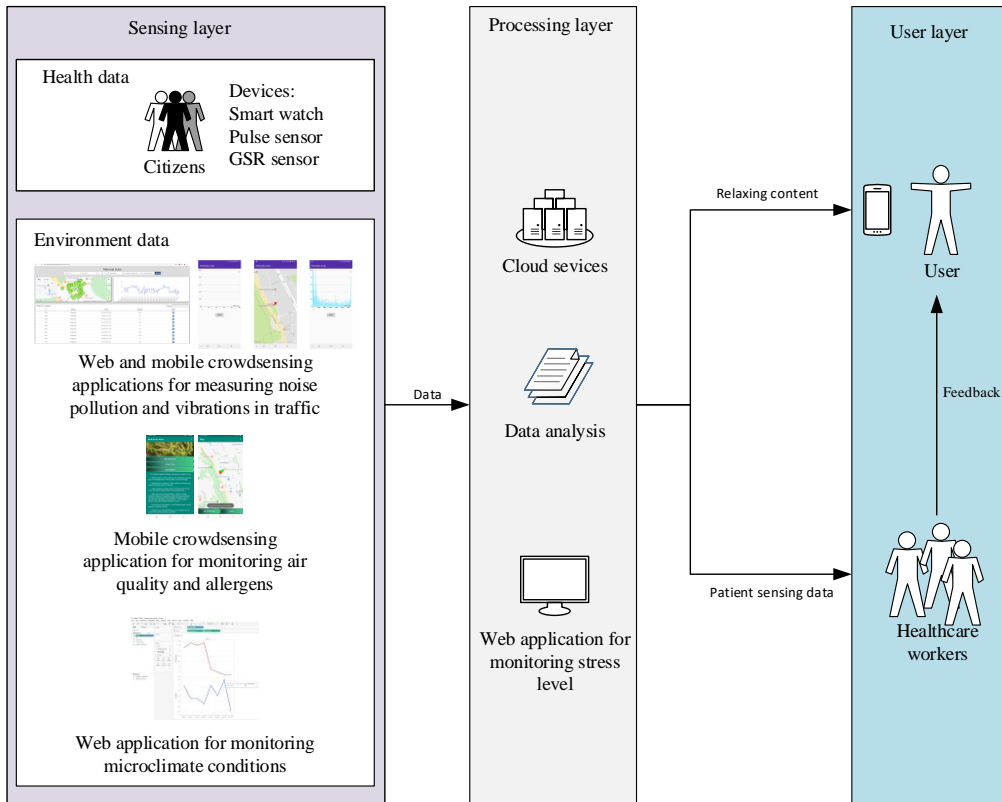 Sensing layer
Health data
Devices:
Smart watch
Pulse sensor
GSR sensor
Citizens
Environment data
Web and mobile crowdsensing
applications for measuring noise
pollution and vibrations in traffic
Mobile crowdsensing
application for monitoring air
quality and allergens
Web application for monitoring
microclimate conditions
Data
Processing layer
Cloud sevices
Data analysis
Web application for
monitoring stress
level
Relaxing content
Patient sensing data
User layer
User
Feedback
Healthcare
workers